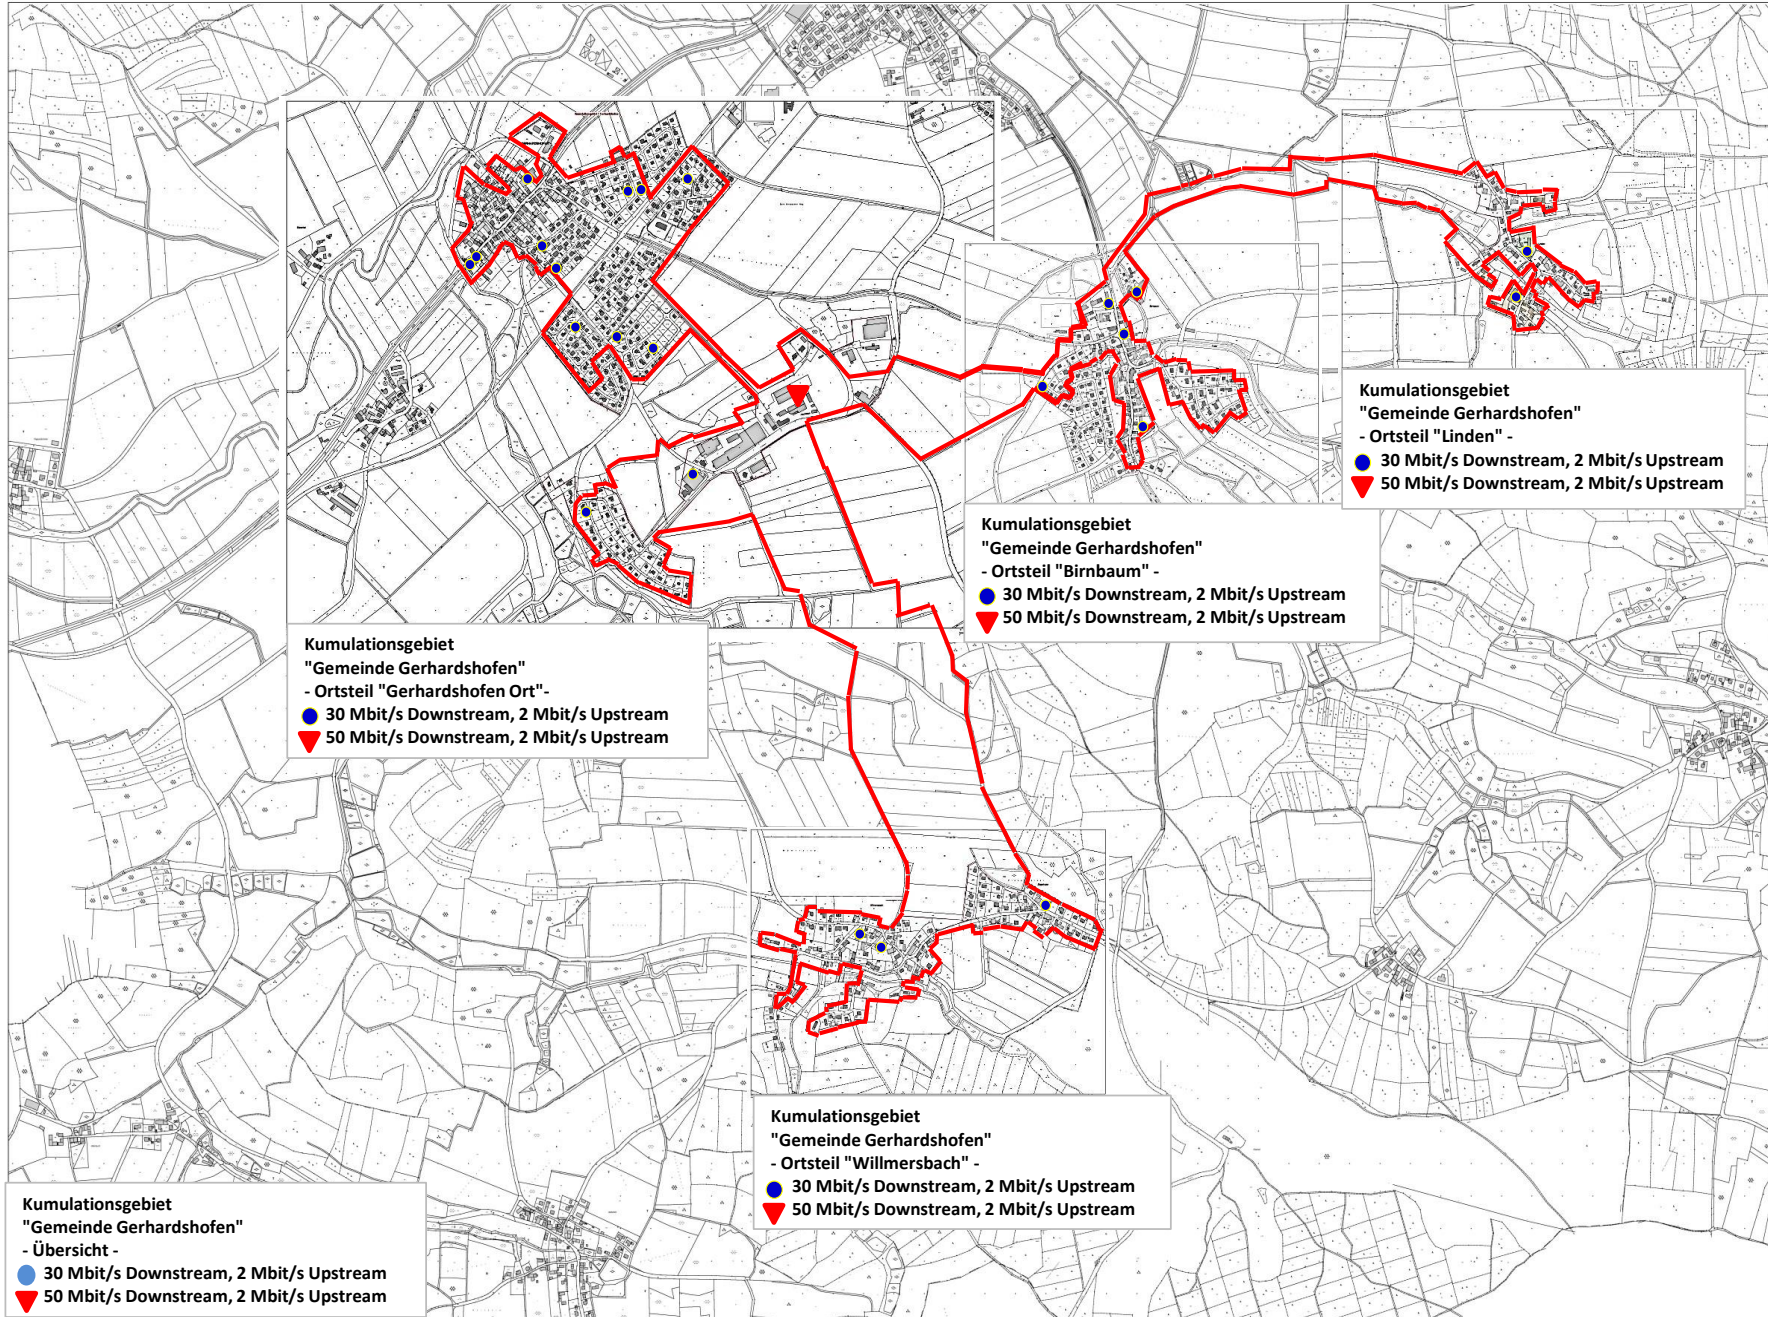 Kumulationsgebiet
"Gemeinde Gerhardshofen"
- Ortsteil "Linden" -
30 Mbit/s Downstream, 2 Mbit/s Upstream
50 Mbit/s Downstream, 2 Mbit/s Upstream
Kumulationsgebiet
"Gemeinde Gerhardshofen"
- Ortsteil "Birnbaum" -
30 Mbit/s Downstream, 2 Mbit/s Upstream
50 Mbit/s Downstream, 2 Mbit/s Upstream
Kumulationsgebiet
"Gemeinde Gerhardshofen"
- Ortsteil "Gerhardshofen Ort"-
30 Mbit/s Downstream, 2 Mbit/s Upstream
50 Mbit/s Downstream, 2 Mbit/s Upstream
Kumulationsgebiet
"Gemeinde Gerhardshofen"
- Ortsteil "Willmersbach" -
30 Mbit/s Downstream, 2 Mbit/s Upstream
50 Mbit/s Downstream, 2 Mbit/s Upstream
Kumulationsgebiet
"Gemeinde Gerhardshofen"
- Übersicht -
30 Mbit/s Downstream, 2 Mbit/s Upstream
50 Mbit/s Downstream, 2 Mbit/s Upstream